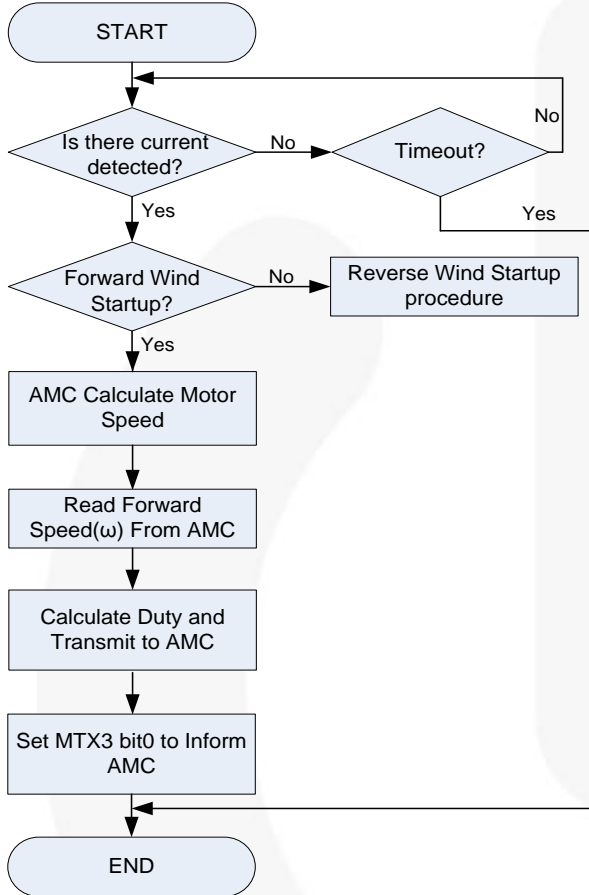 START
Is there current
detected?
No
Timeout?
No
Yes
Yes
Forward Wind
Startup?
No
Reverse Wind Startup
procedure
Yes
AMC Calculate Motor
Speed
Read Forward
Speed(ω) From AMC
Calculate Duty and
Transmit to AMC
Set MTX3 bit0 to Inform
AMC
END